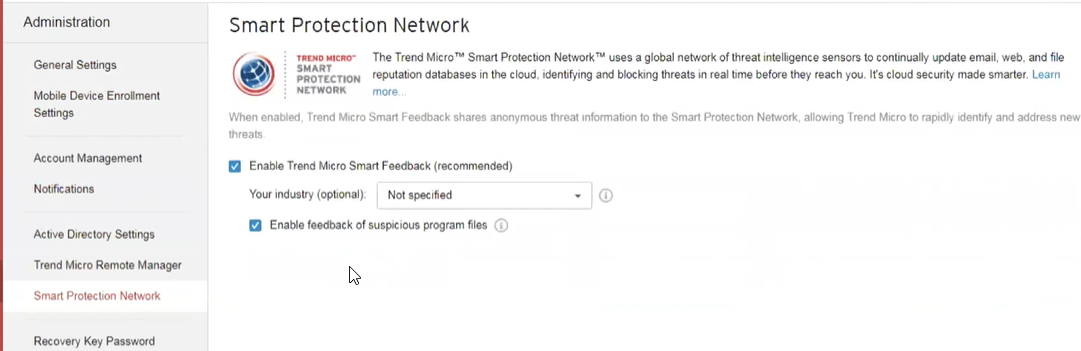 Administration
General Settings
Mobile Device Enrollment
Settings
Account Management
Notifications
Active Directory Settings
Trend Micro Remote Manager
Smart Protection Network
Recovery Key Password
Smart Protection Network
TREND MICRO™
SMART
PROTECTION
NETWORK
The Trend Micro™ Smart Protection Network™ uses a global network of threat intelligence sensors to continually update email, web, and file
reputation databases in the cloud, identifying and blocking threats in real time before they reach you. It's cloud security made smarter. Learn
more...
When enabled, Trend Micro Smart Feedback shares anonymous threat information to the Smart Protection Network, allowing Trend Micro to rapidly identify and address new
threats.
Enable Trend Micro Smart Feedback (recommended)
Your industry (optional): Not specified
Enable feedback of suspicious program files